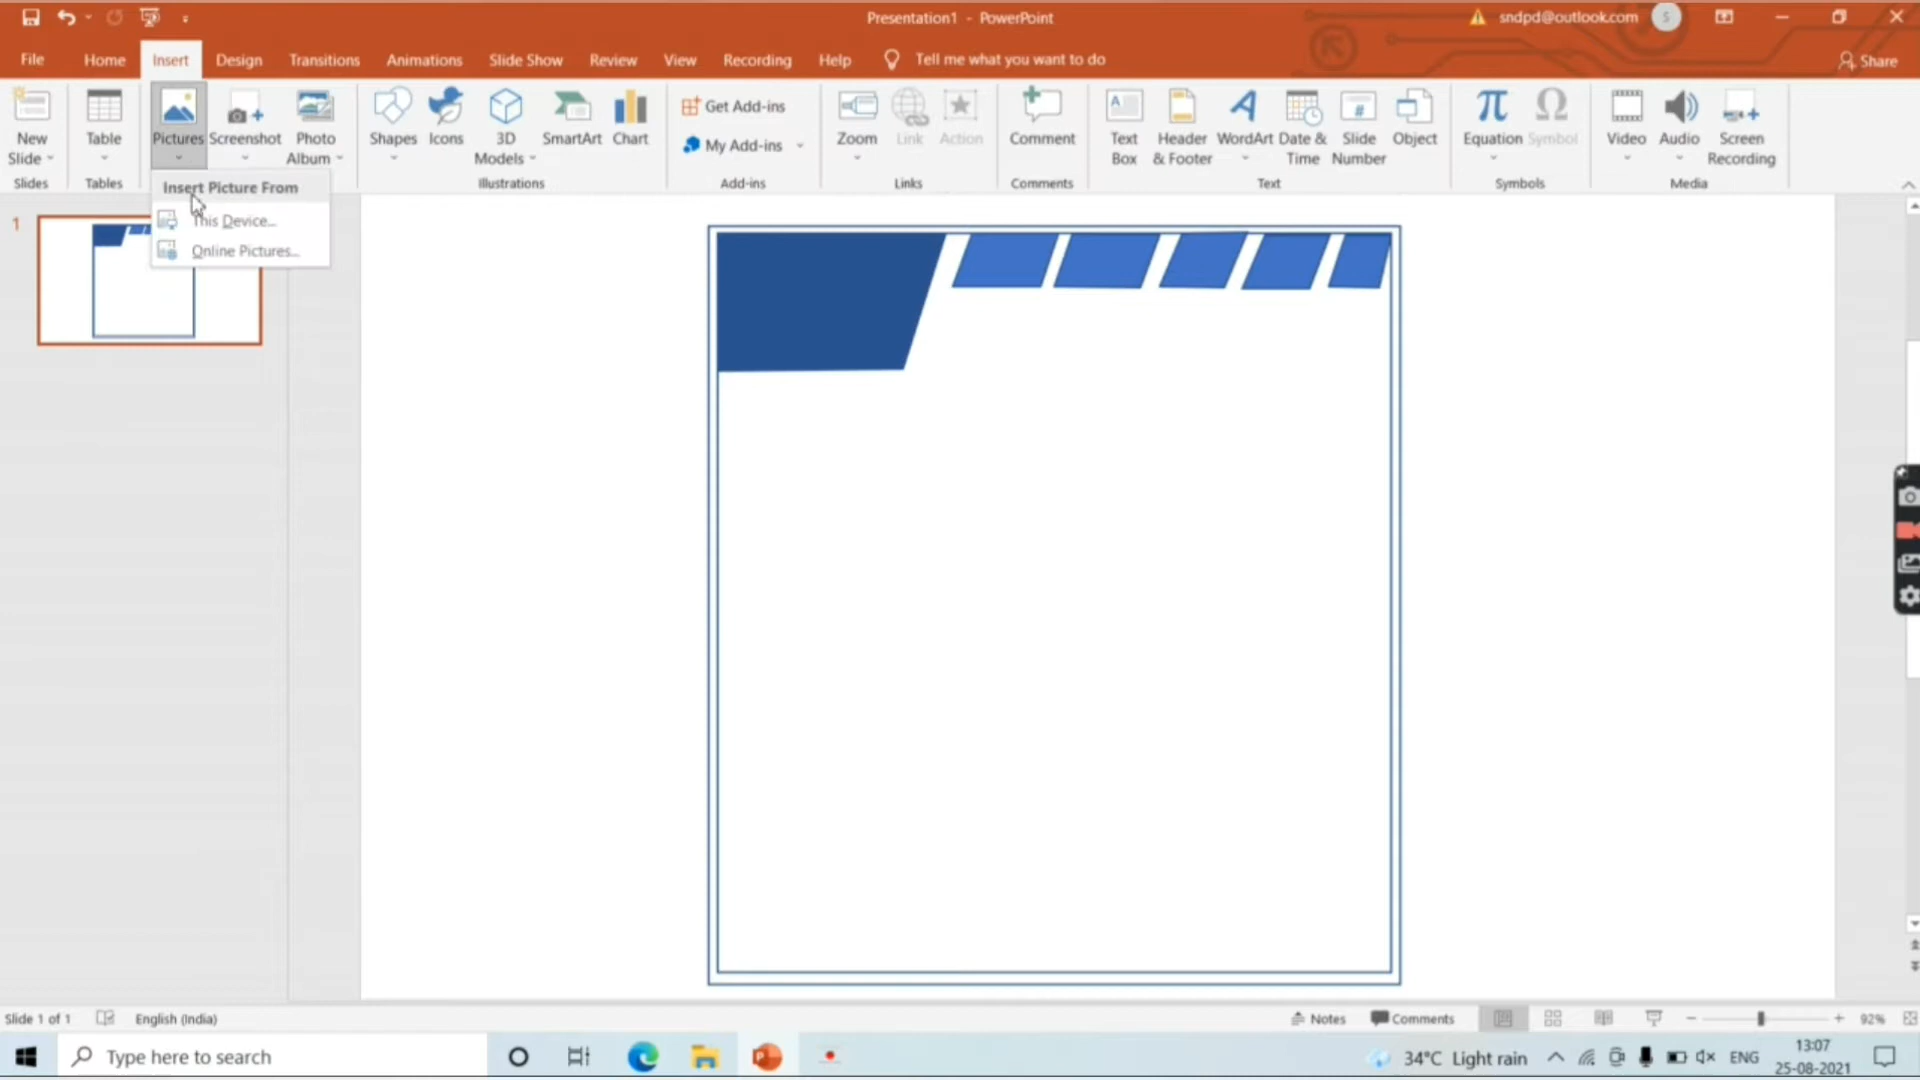 Presentation1 - PowerPoint
sndpd@outlook.com
S
File Home Insert Design Transitions Animations Slide Show Review View Recording Help Tell me what you want to do
Share
New Slide
Table
Pictures
Screenshot
Photo Album
Shapes
Icons
3D Models
SmartArt
Chart
Get Add-ins
My Add-ins
Zoom
Link
Action
Comment
Text Box
Header & Footer
WordArt
Date & Time
Slide Number
Object
Equation
Symbol
Video
Audio
Screen Recording
Slides Tables Illustrations Add-ins Links Comments Text Symbols Media
Insert Picture From
This Device...
Online Pictures...
1
Slide 1 of 1 English (India) Notes Comments 92%
Type here to search
34°C Light rain ENG
13:07
25-08-2021